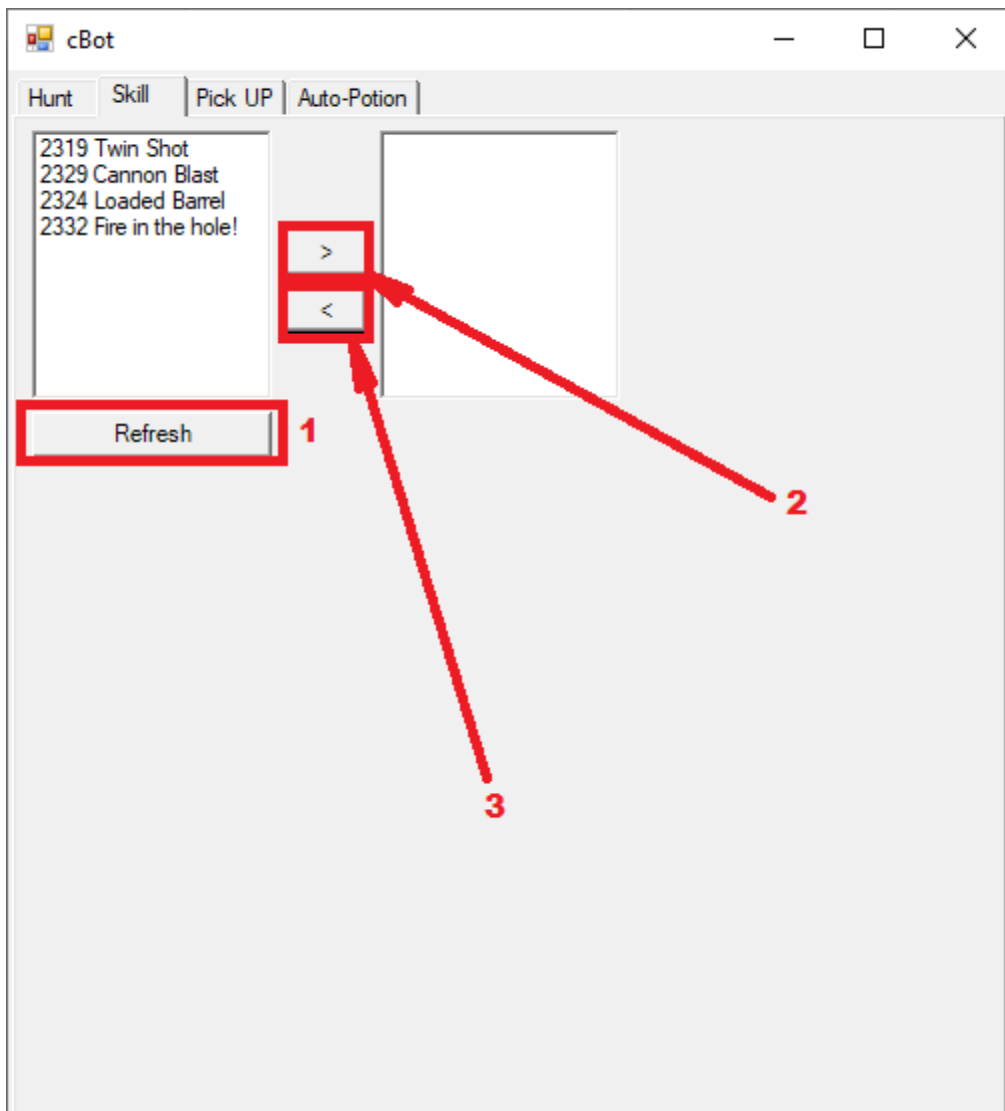 cBot
Hunt Skill Pick UP Auto-Potion
2319 Twin Shot
2329 Cannon Blast
2324 Loaded Barrel
2332 Fire in the hole!
>
<
Refresh 1
2
3